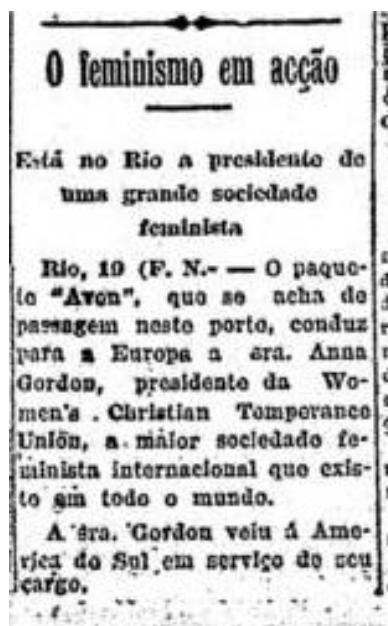 O feminismo em acção
Está no Rio a presidente de
uma grande sociedade
feminista
Rio, 19 (F. N.- — O paque-
te "Avon", que se acha de
passagem neste porto, conduz
para a Europa a sra. Anna
Gordon, presidente da Wo-
men's Christian Temperance
Union, a maior sociedade fe-
minista internacional que exis-
te em todo o mundo.
A sra. Gordon veiu á Ame-
rica do Sul em serviço de seu
cargo.